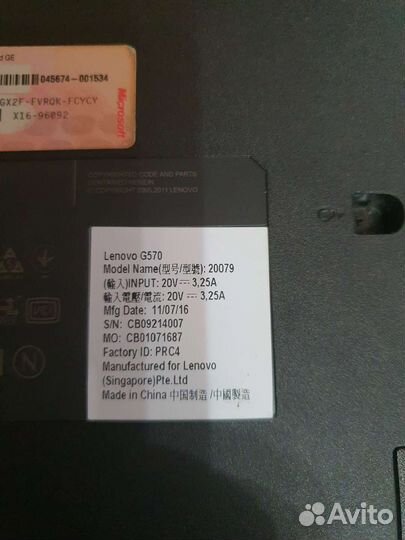 d GE
045674-001534
GX2F-FVRQK-FCYCY
X16-96092
Microsoft
COPYRIGHTED CODE AND PARTS
CONTAINED HEREIN
© COPYRIGHT 2005,2011 LENOVO
Lenovo G570
Model Name(型号/型號): 20079
(輸入)INPUT: 20V⎓3,25A
輸入電壓/電流: 20V⎓3,25A
Mfg Date: 11/07/16
S/N: CB09214007
MO: CB01071687
Factory ID: PRC4
Manufactured for Lenovo
(Singapore)Pte.Ltd
Made in China 中国制造 /中國製造
Avito